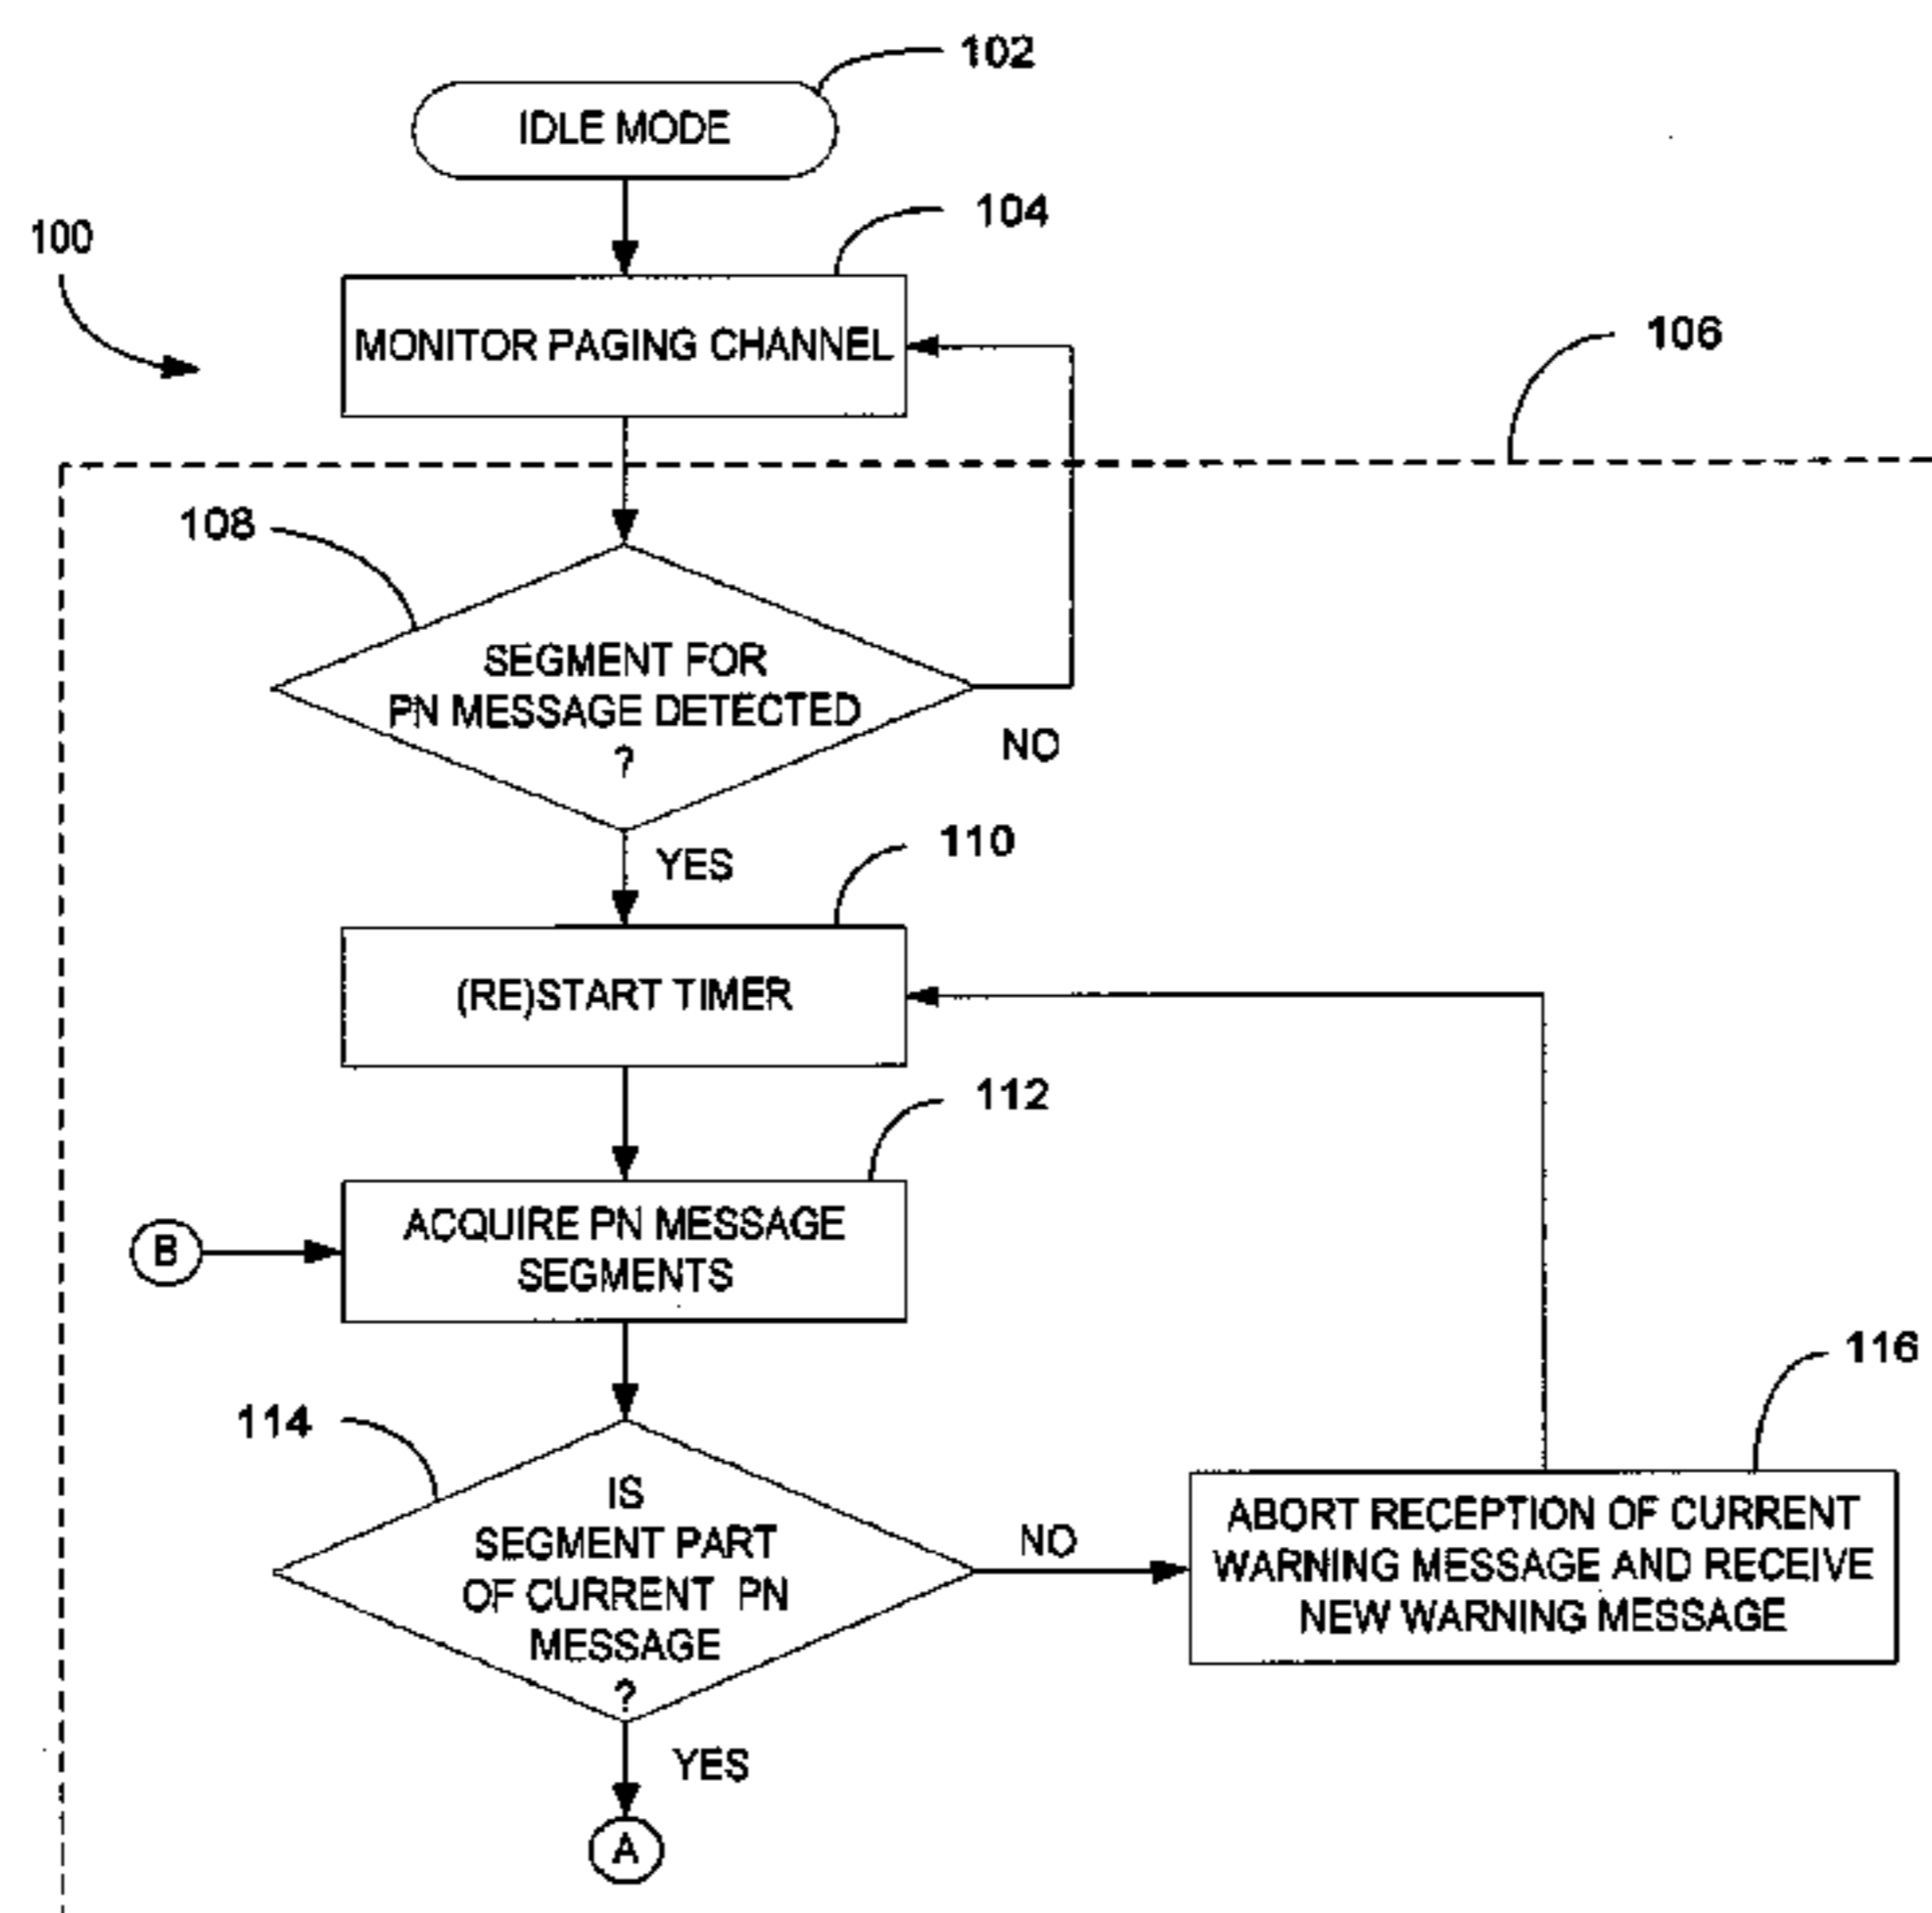 102
IDLE MODE
104
100
MONITOR PAGING CHANNEL
106
108
SEGMENT FOR
PN MESSAGE DETECTED
?
NO
YES
110
(RE)START TIMER
112
ACQUIRE PN MESSAGE
SEGMENTS
B
114
116
IS
SEGMENT PART
OF CURRENT PN
MESSAGE
?
NO
ABORT RECEPTION OF CURRENT
WARNING MESSAGE AND RECEIVE
NEW WARNING MESSAGE
YES
A